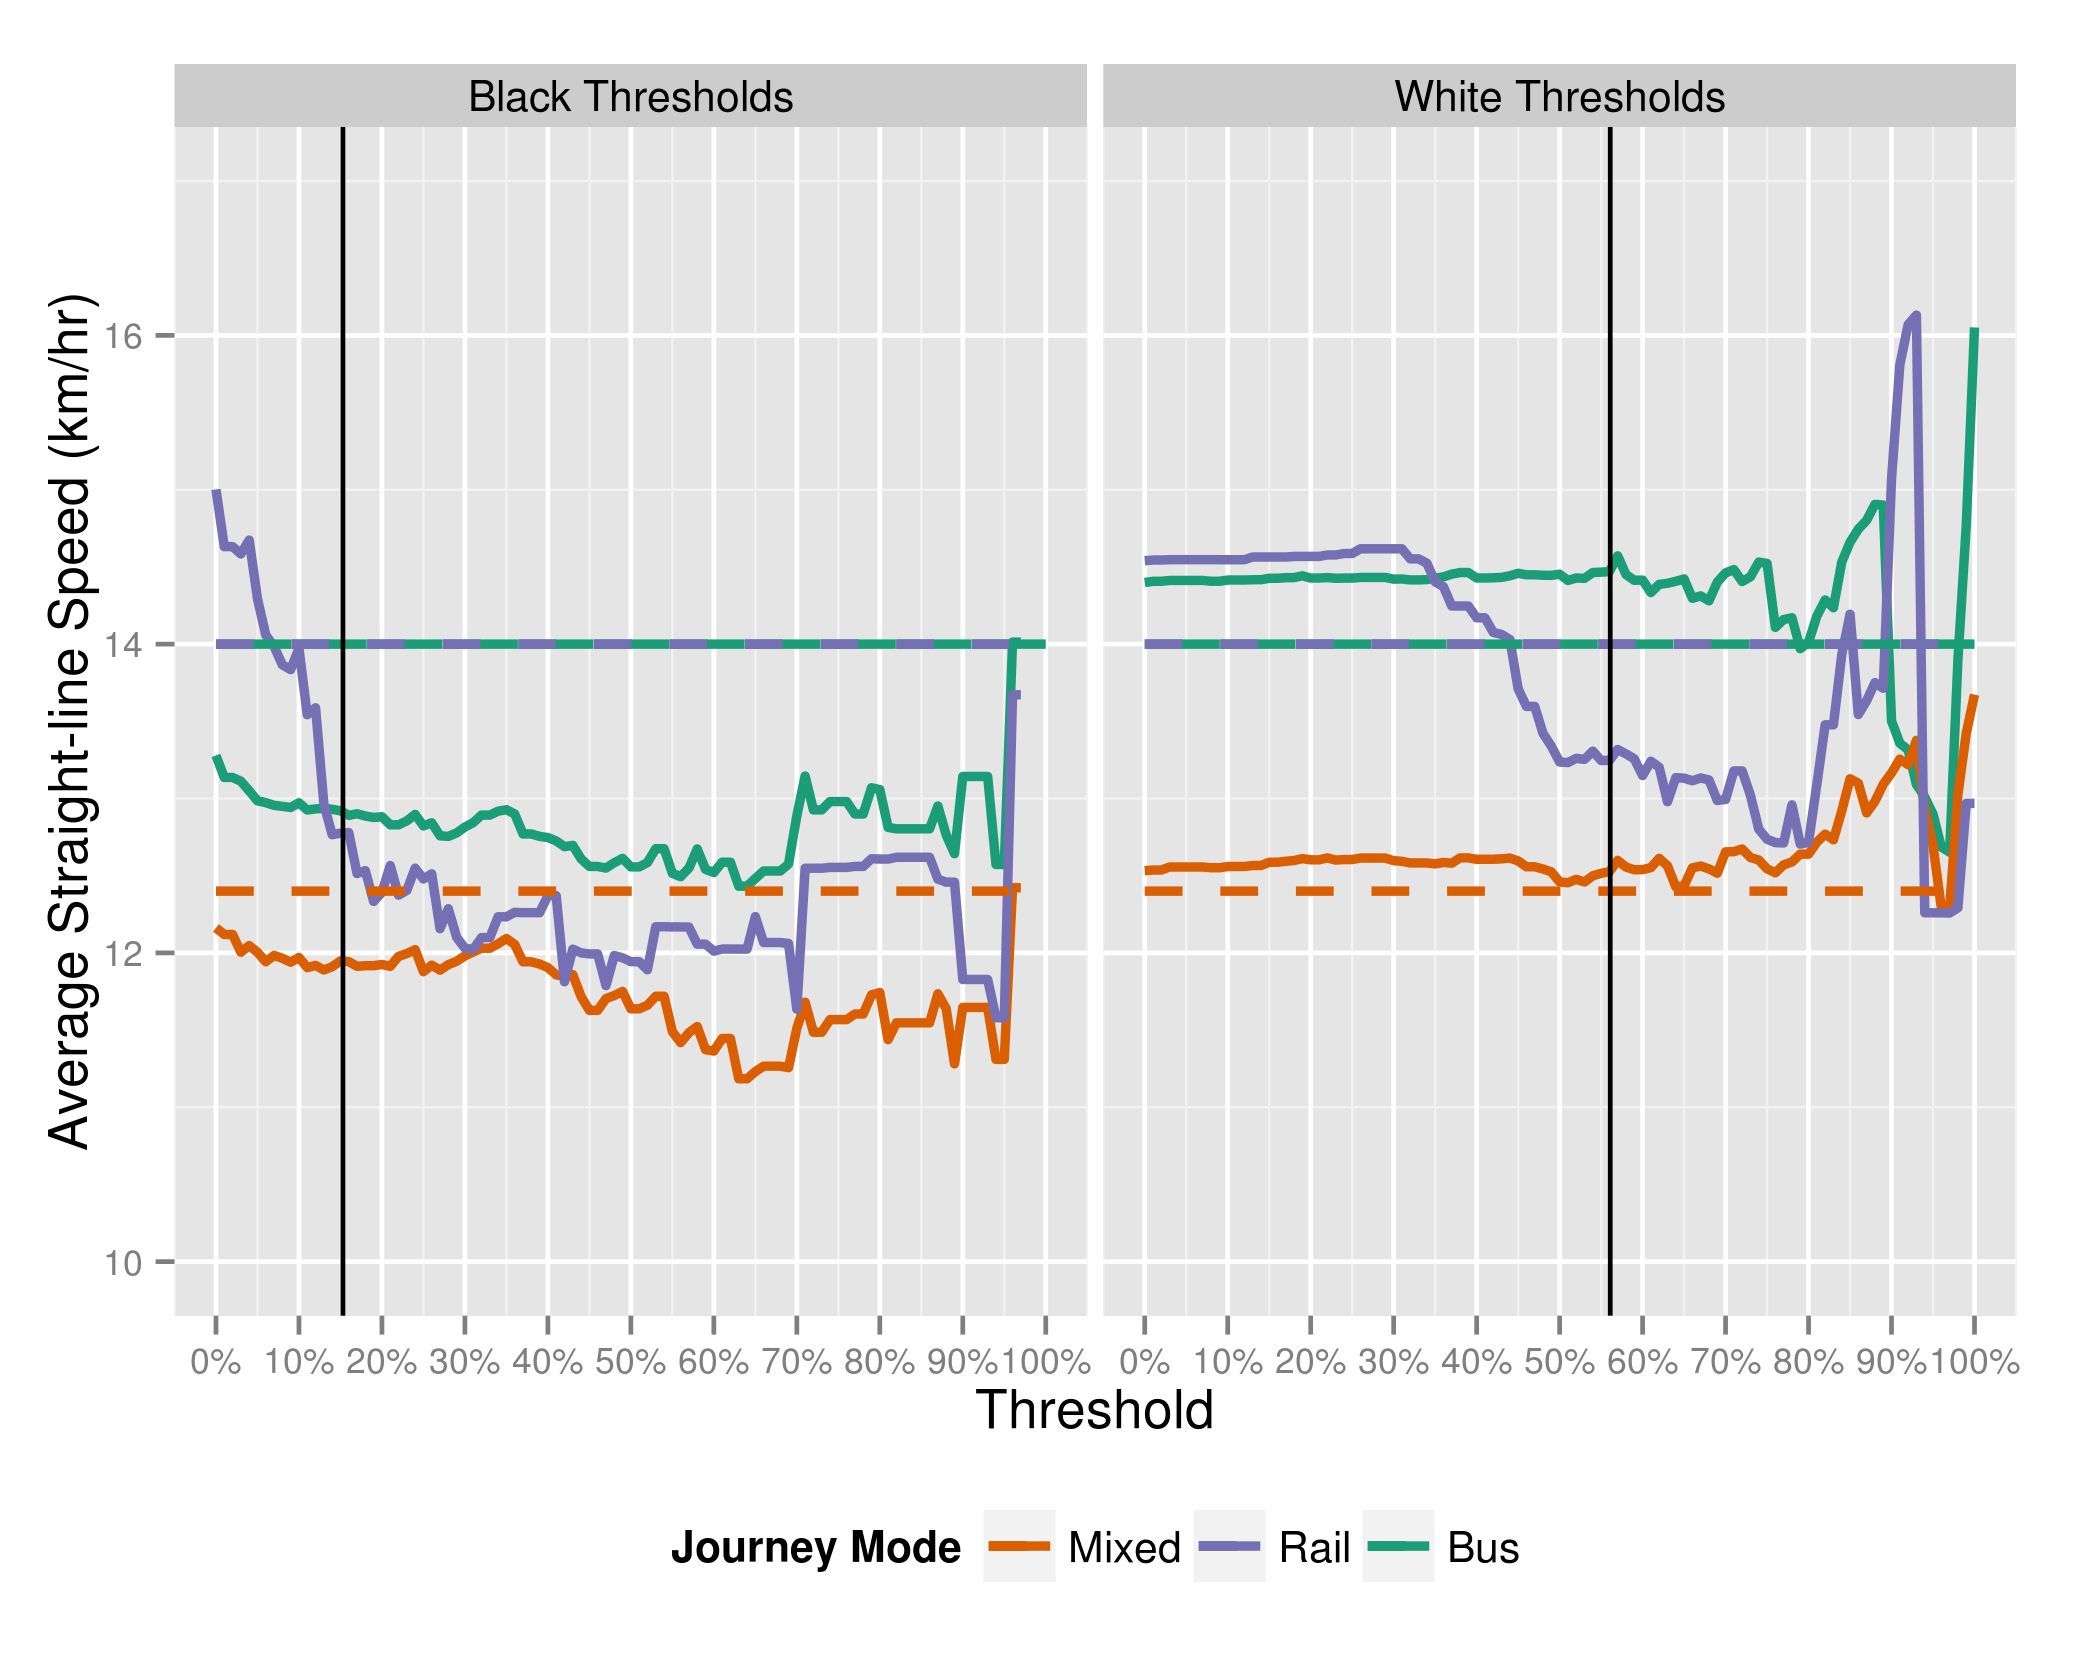 Black Thresholds
White Thresholds
Average Straight-line Speed (km/hr)
16
14
12
10
0% 10% 20% 30% 40% 50% 60% 70% 80% 90% 100%
0% 10% 20% 30% 40% 50% 60% 70% 80% 90% 100%
Threshold
Journey Mode Mixed Rail Bus